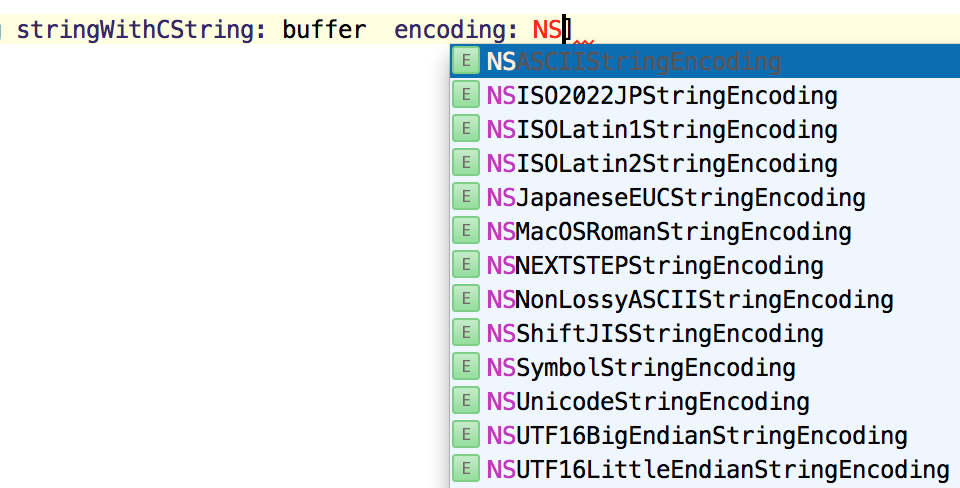 stringWithCString: buffer encoding: NS]
E NSASCIIStringEncoding
E NSISO2022JPStringEncoding
E NSISOLatin1StringEncoding
E NSISOLatin2StringEncoding
E NSJapaneseEUCStringEncoding
E NSMacOSRomanStringEncoding
E NSNEXTSTEPStringEncoding
E NSNonLossyASCIIStringEncoding
E NSShiftJISStringEncoding
E NSSymbolStringEncoding
E NSUnicodeStringEncoding
E NSUTF16BigEndianStringEncoding
E NSUTF16LittleEndianStringEncoding